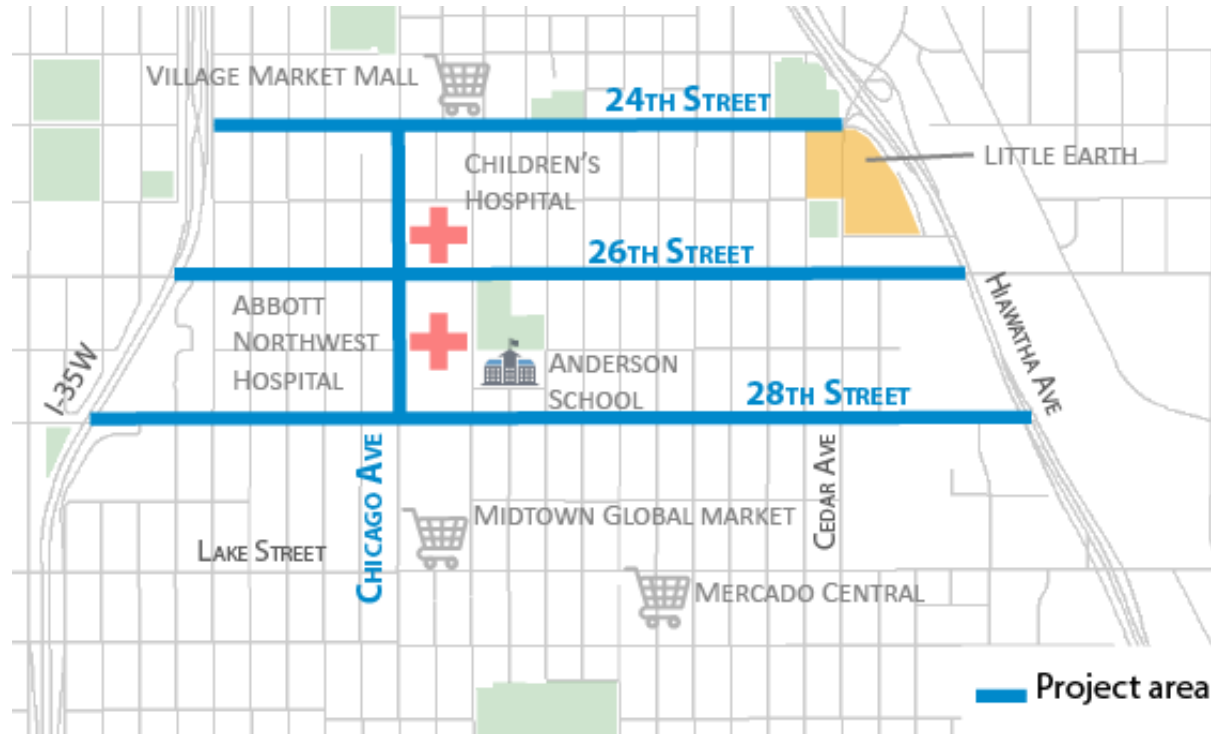 VILLAGE MARKET MALL
24TH STREET
CHILDREN'S
HOSPITAL
LITTLE EARTH
26TH STREET
HIAWATHA AVE
ABBOTT
NORTHWEST
HOSPITAL
I-35W
ANDERSON
SCHOOL
28TH STREET
CHICAGO AVE
CEDAR AVE
MIDTOWN GLOBAL MARKET
LAKE STREET
MERCADO CENTRAL
Project area